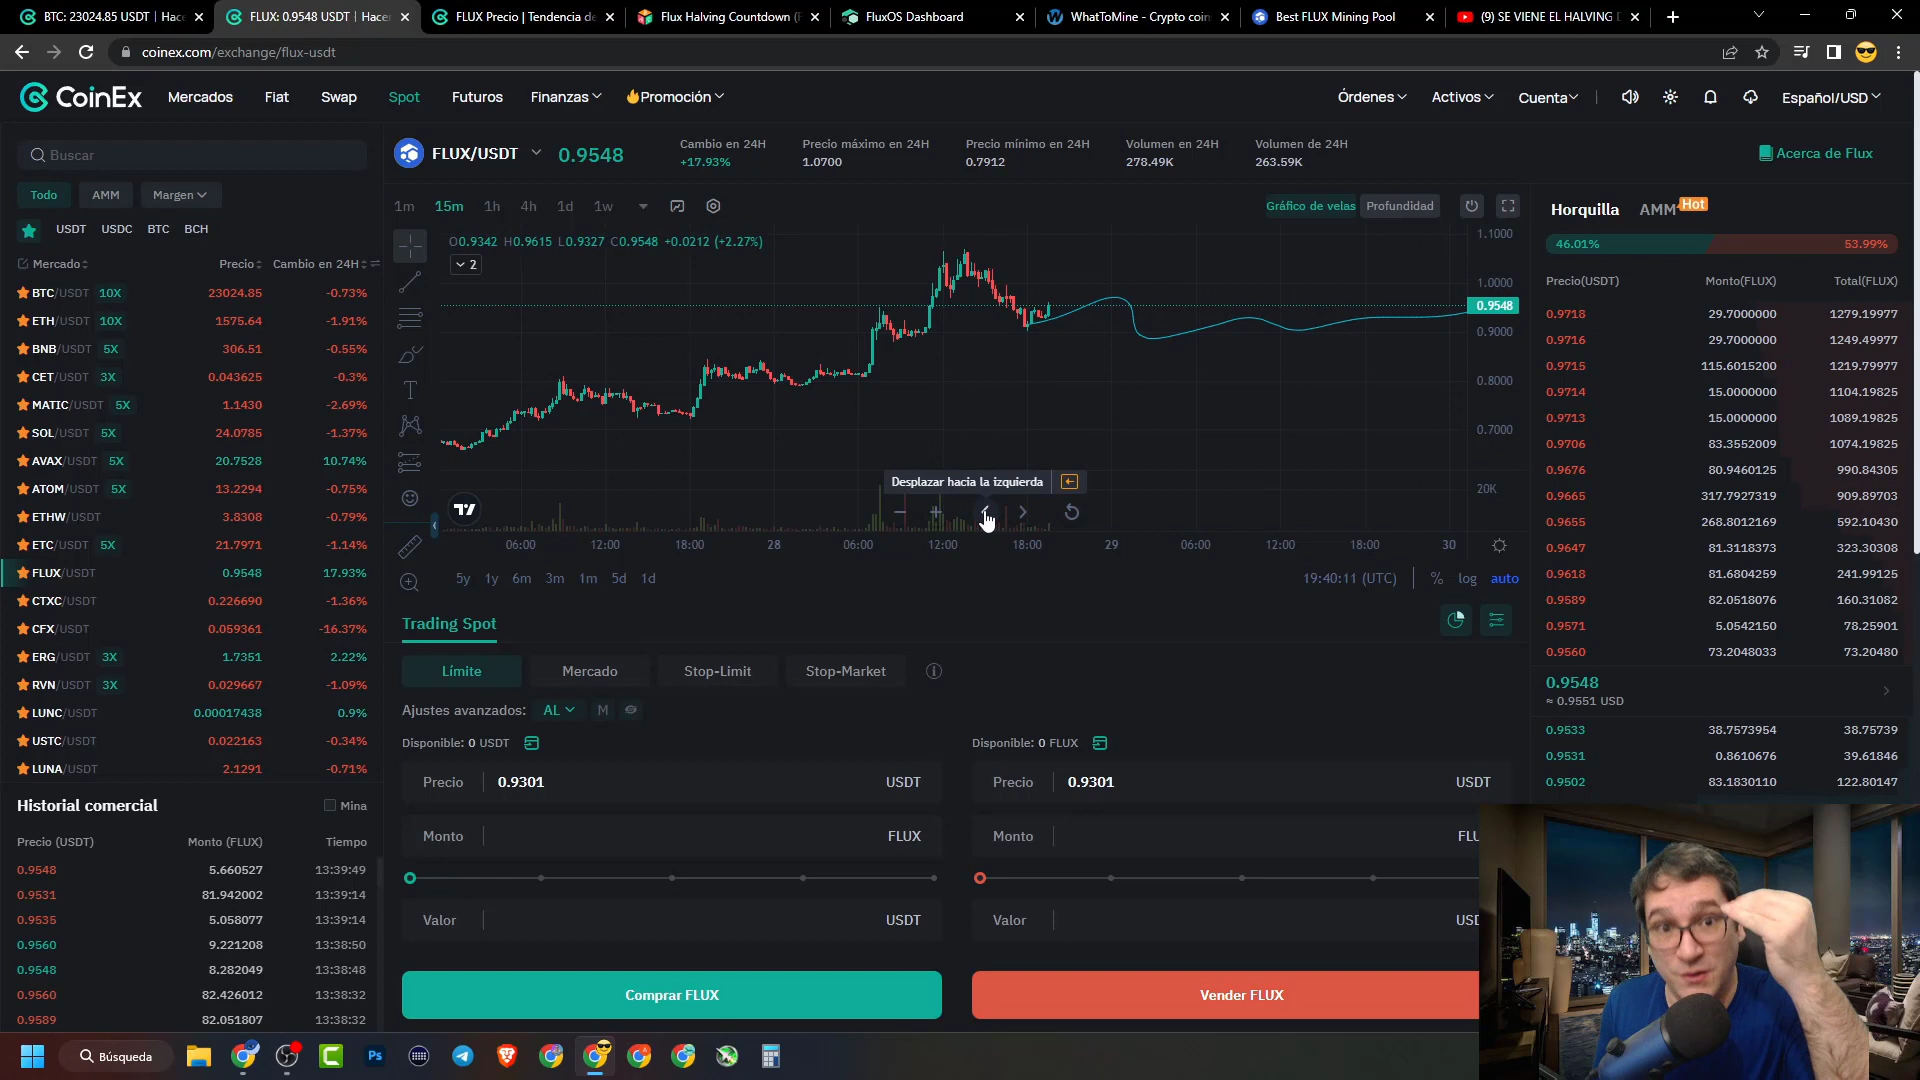 BTC: 23024.85 USDT | Hace
FLUX: 0.9548 USDT | Hacer
FLUX Precio | Tendencia de
Flux Halving Countdown (F
FluxOS Dashboard
WhatToMine - Crypto coin
Best FLUX Mining Pool
(9) SE VIENE EL HALVING D
coinex.com/exchange/flux-usdt
CoinEx
Mercados
Fiat
Swap
Spot
Futuros
Finanzas
Promoción
Órdenes
Activos
Cuenta
Español/USD
Buscar
FLUX/USDT
0.9548
Cambio en 24H
+17.93%
Precio máximo en 24H
1.0700
Precio mínimo en 24H
0.7912
Volumen en 24H
278.49K
Volumen de 24H
263.59K
Acerca de Flux
Todo
AMM
Margen
USDT
USDC
BTC
BCH
Mercado Precio Cambio en 24H
BTC/USDT 10X 23024.85 -0.73%
ETH/USDT 10X 1575.64 -1.91%
BNB/USDT 5X 306.51 -0.55%
CET/USDT 3X 0.043625 -0.3%
MATIC/USDT 5X 1.1430 -2.69%
SOL/USDT 5X 24.0785 -1.37%
AVAX/USDT 5X 20.7528 10.74%
ATOM/USDT 5X 13.2294 -0.75%
ETHW/USDT 3.8308 -0.79%
ETC/USDT 5X 21.7971 -1.14%
FLUX/USDT 0.9548 17.93%
CTXC/USDT 0.226690 -1.36%
CFX/USDT 0.059361 -16.37%
ERG/USDT 3X 1.7351 2.22%
RVN/USDT 3X 0.029667 -1.09%
LUNC/USDT 0.00017438 0.9%
USTC/USDT 0.022163 -0.34%
LUNA/USDT 2.1291 -0.71%
Historial comercial
Mina
Precio (USDT) Monto (FLUX) Tiempo
0.9548 5.660527 13:39:49
0.9531 81.942002 13:39:14
0.9535 5.058077 13:39:14
0.9560 9.221208 13:38:50
0.9548 8.282049 13:38:48
0.9560 82.426012 13:38:32
0.9589 82.051807 13:38:32
1m 15m 1h 4h 1d 1w
Gráfico de velas
Profundidad
O0.9342 H0.9615 L0.9327 C0.9548 +0.0212 (+2.27%)
2
1.1000
1.0000
0.9548
0.9000
0.8000
0.7000
20K
Desplazar hacia la izquierda
06:00 12:00 18:00 28 06:00 12:00 18:00 29 06:00 12:00 18:00 30
5y 1y 6m 3m 1m 5d 1d
19:40:11 (UTC)
% log auto
Trading Spot
Límite
Mercado
Stop-Limit
Stop-Market
Ajustes avanzados: AL M
Disponible: 0 USDT
Precio 0.9301 USDT
Monto FLUX
Valor USDT
Comprar FLUX
Disponible: 0 FLUX
Precio 0.9301 USDT
Monto FLU
Valor USD
Vender FLUX
Horquilla
AMM
Hot
46.01% 53.99%
Precio(USDT) Monto(FLUX) Total(FLUX)
0.9718 29.7000000 1279.19977
0.9716 29.7000000 1249.49977
0.9715 115.6015200 1219.79977
0.9714 15.0000000 1104.19825
0.9713 15.0000000 1089.19825
0.9706 83.3552009 1074.19825
0.9676 80.9460125 990.84305
0.9665 317.7927319 909.89703
0.9655 268.8012169 592.10430
0.9647 81.3118373 323.30308
0.9618 81.6804259 241.99125
0.9589 82.0518076 160.31082
0.9571 5.0542150 78.25901
0.9560 73.2048033 73.20480
0.9548
≈ 0.9551 USD
0.9533 38.7573954 38.75739
0.9531 0.8610676 39.61846
0.9502 83.1830110 122.80147
Búsqueda
Ps